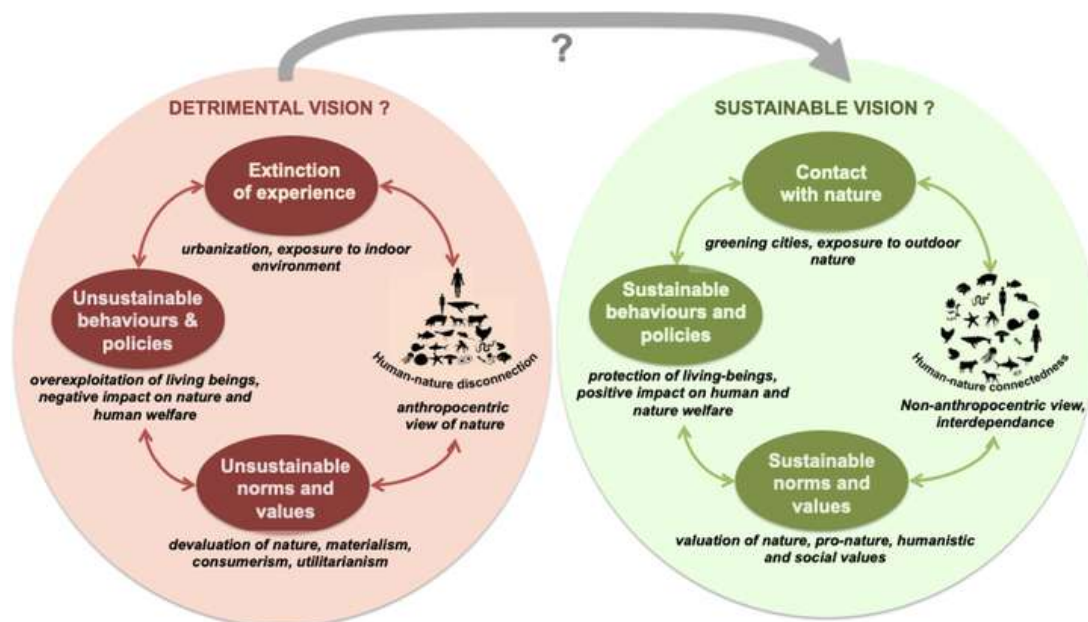 ?
DETRIMENTAL VISION ?
Extinction
of experience
urbanization, exposure to indoor
environment
Unsustainable
behaviours &
policies
overexploitation of living beings,
negative impact on nature and
human welfare
Human-nature disconnection
anthropocentric
view of nature
Unsustainable
norms and
values
devaluation of nature, materialism,
consumerism, utilitarianism
SUSTAINABLE VISION ?
Contact
with nature
greening cities, exposure to outdoor
nature
Sustainable
behaviours and
policies
protection of living-beings,
positive impact on human and
nature welfare
Human-nature connectedness
Non-anthropocentric view,
interdependance
Sustainable
norms and
values
valuation of nature, pro-nature, humanistic
and social values